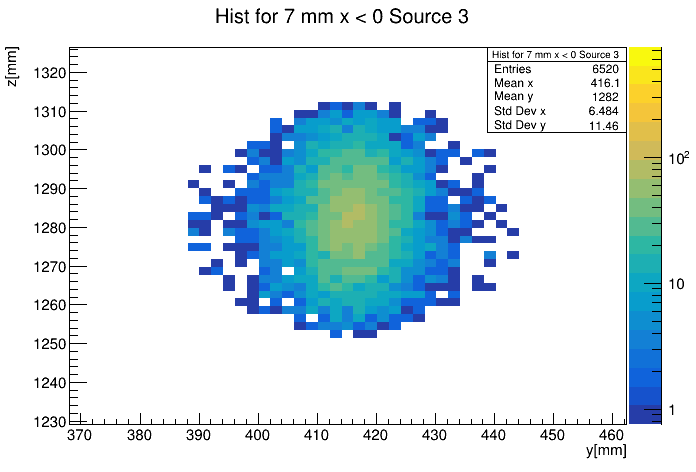 Hist for 7 mm x < 0 Source 3
z[mm]
Hist for 7 mm x < 0 Source 3
Entries 6520
Mean x 416.1
Mean y 1282
Std Dev x 6.484
Std Dev y 11.46
1320
1310
1300
1290
1280
1270
1260
1250
1240
1230
10²
10
1
370 380 390 400 410 420 430 440 450 460
y[mm]